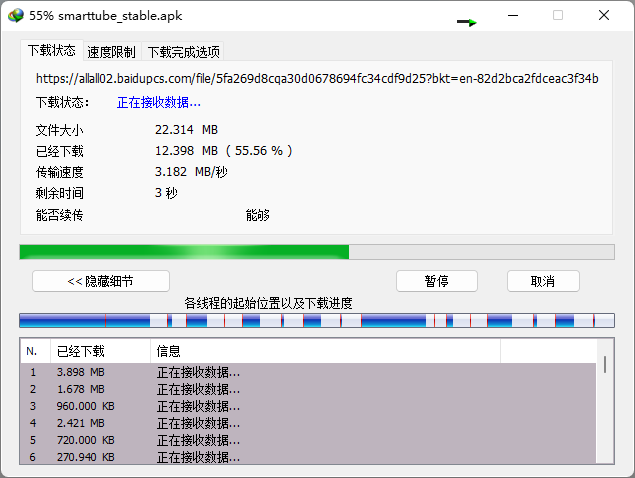 55% smarttube_stable.apk
下载状态 速度限制 下载完成选项
https://allall02.baidupcs.com/file/5fa269d8cqa30d0678694fc34cdf9d25?bkt=en-82d2bca2fdceac3f34b
下载状态： 正在接收数据...
文件大小 22.314 MB
已经下载 12.398 MB ( 55.56 % )
传输速度 3.182 MB/秒
剩余时间 3 秒
能否续传 能够
<< 隐藏细节 暂停 取消
各线程的起始位置以及下载进度
N. 已经下载 信息
1 3.898 MB 正在接收数据...
2 1.678 MB 正在接收数据...
3 960.000 KB 正在接收数据...
4 2.421 MB 正在接收数据...
5 720.000 KB 正在接收数据...
6 270.940 KB 正在接收数据...